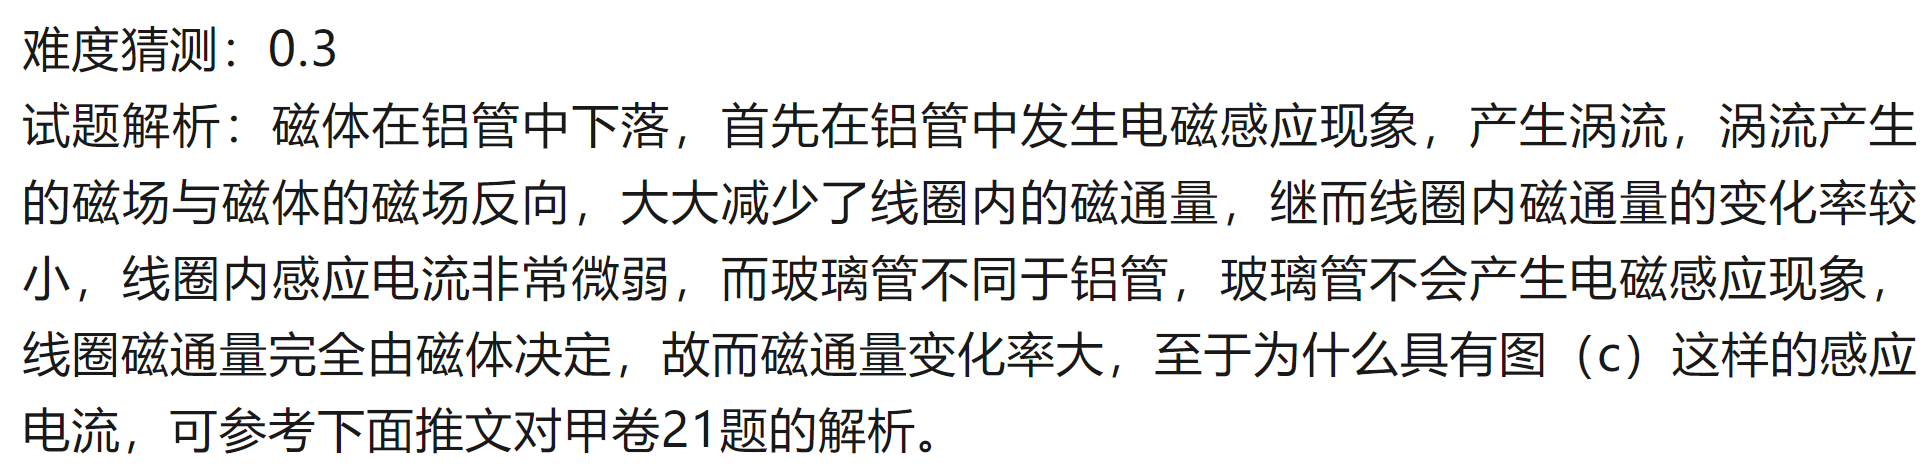 难度猜测：0.3
试题解析：磁体在铝管中下落，首先在铝管中发生电磁感应现象，产生涡流，涡流产生
的磁场与磁体的磁场反向，大大减少了线圈内的磁通量，继而线圈内磁通量的变化率较
小，线圈内感应电流非常微弱，而玻璃管不同于铝管，玻璃管不会产生电磁感应现象，
线圈磁通量完全由磁体决定，故而磁通量变化率大，至于为什么具有图（c）这样的感应
电流，可参考下面推文对甲卷21题的解析。